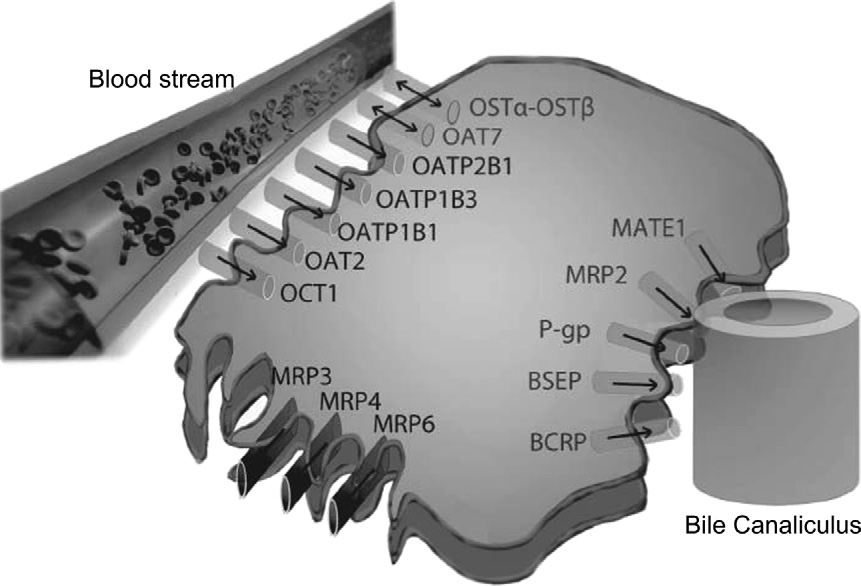 Blood stream
OSTα-OSTβ
OAT7
OATP2B1
OATP1B3
OATP1B1
OAT2
OCT1
MATE1
MRP2
P-gp
BSEP
BCRP
MRP3
MRP4
MRP6
Bile Canaliculus